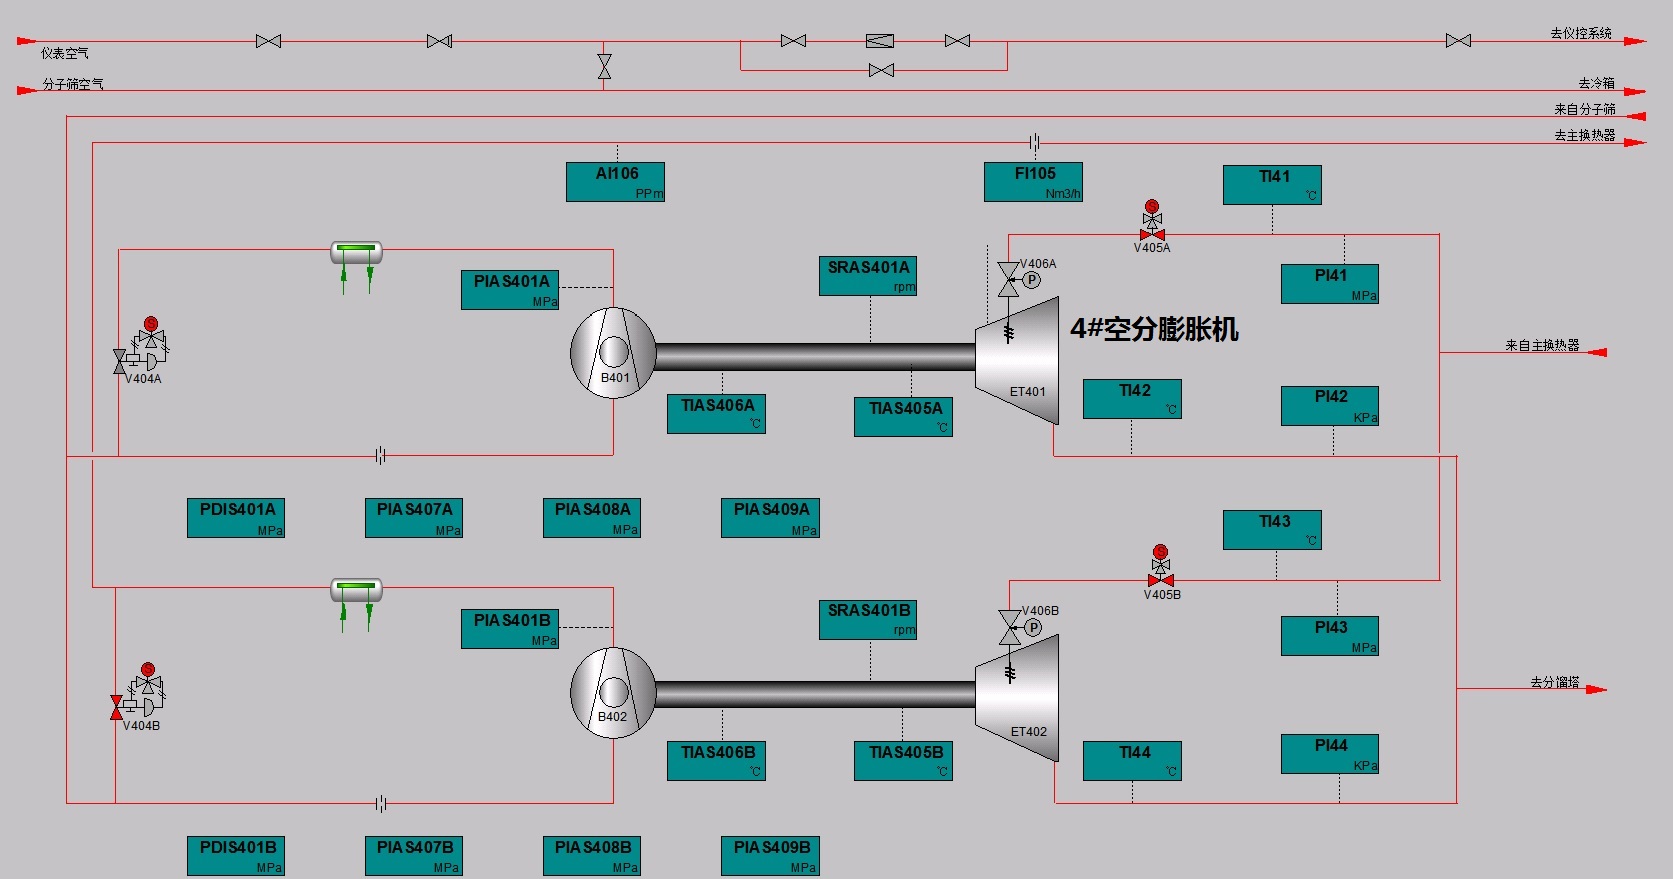 仪表空气
去仪控系统
分子筛空气
去冷箱
来自分子筛
去主换热器
AI106
PPm
FI105
Nm3/h
TI41
℃
S
V405A
PIAS401A
MPa
SRAS401A
rpm
V406A
P
PI41
MPa
4#空分膨胀机
S
V404A
B401
ET401
来自主换热器
TIAS406A
℃
TIAS405A
℃
TI42
℃
PI42
KPa
PDIS401A
MPa
PIAS407A
MPa
PIAS408A
MPa
PIAS409A
MPa
TI43
℃
S
V405B
PIAS401B
MPa
SRAS401B
rpm
V406B
P
PI43
MPa
S
V404B
B402
ET402
去分馏塔
TIAS406B
℃
TIAS405B
℃
TI44
℃
PI44
KPa
PDIS401B
MPa
PIAS407B
MPa
PIAS408B
MPa
PIAS409B
MPa